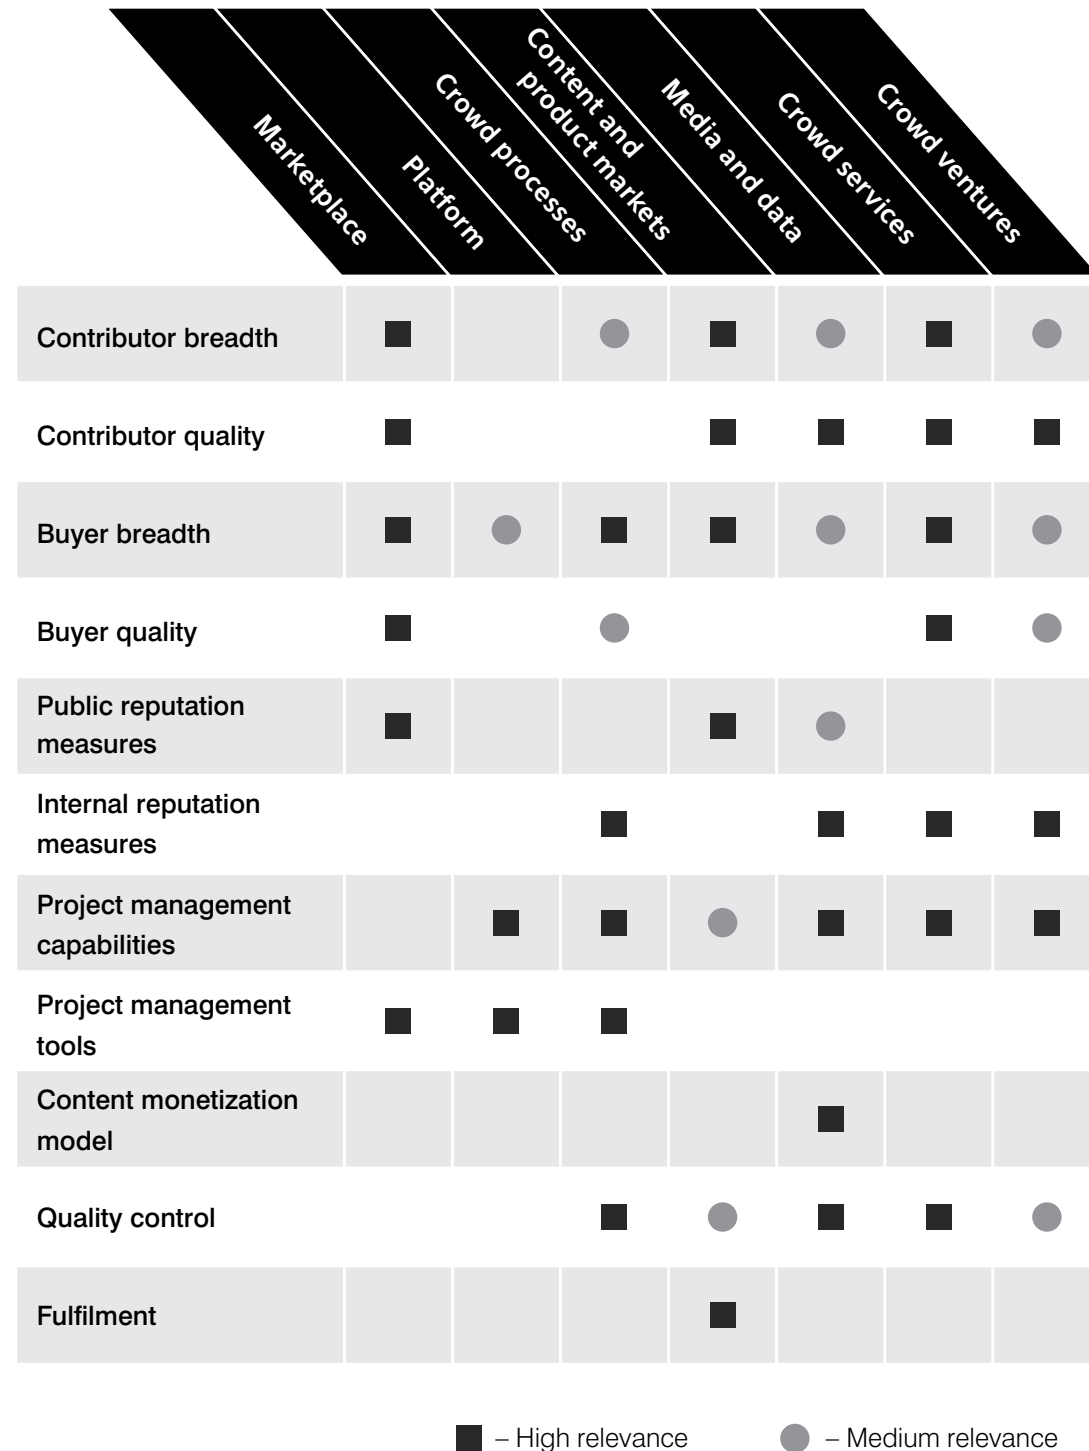 Marketplace
Platform
Crowd processes
Content and
product markets
Media and data
Crowd services
Crowd ventures
Contributor breadth
Contributor quality
Buyer breadth
Buyer quality
Public reputation
measures
Internal reputation
measures
Project management
capabilities
Project management
tools
Content monetization
model
Quality control
Fulfilment
– High relevance
– Medium relevance